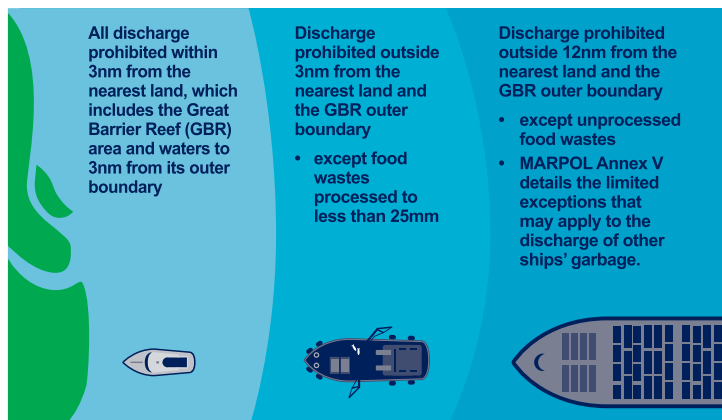 All discharge
prohibited within
3nm from the
nearest land, which
includes the Great
Barrier Reef (GBR)
area and waters to
3nm from its outer
boundary
Discharge
prohibited outside
3nm from the
nearest land and
the GBR outer
boundary
• except food
wastes
processed to
less than 25mm
Discharge prohibited
outside 12nm from the
nearest land and the
GBR outer boundary
• except unprocessed
food wastes
• MARPOL Annex V
details the limited
exceptions that
may apply to the
discharge of other
ships’ garbage.